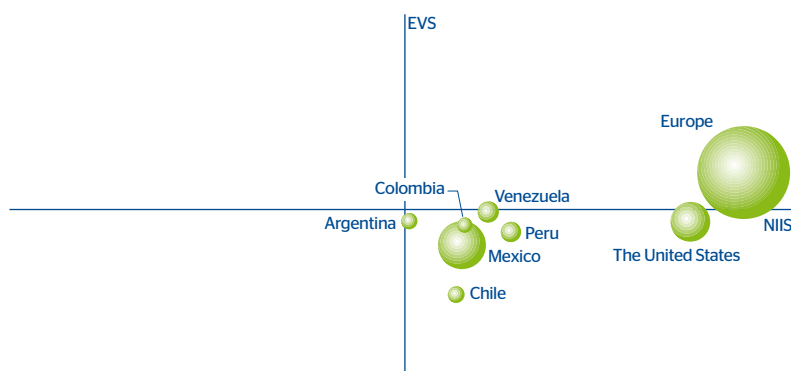 EVS
Europe
Colombia
Venezuela
Argentina
Peru
NIIS
Mexico
The United States
Chile